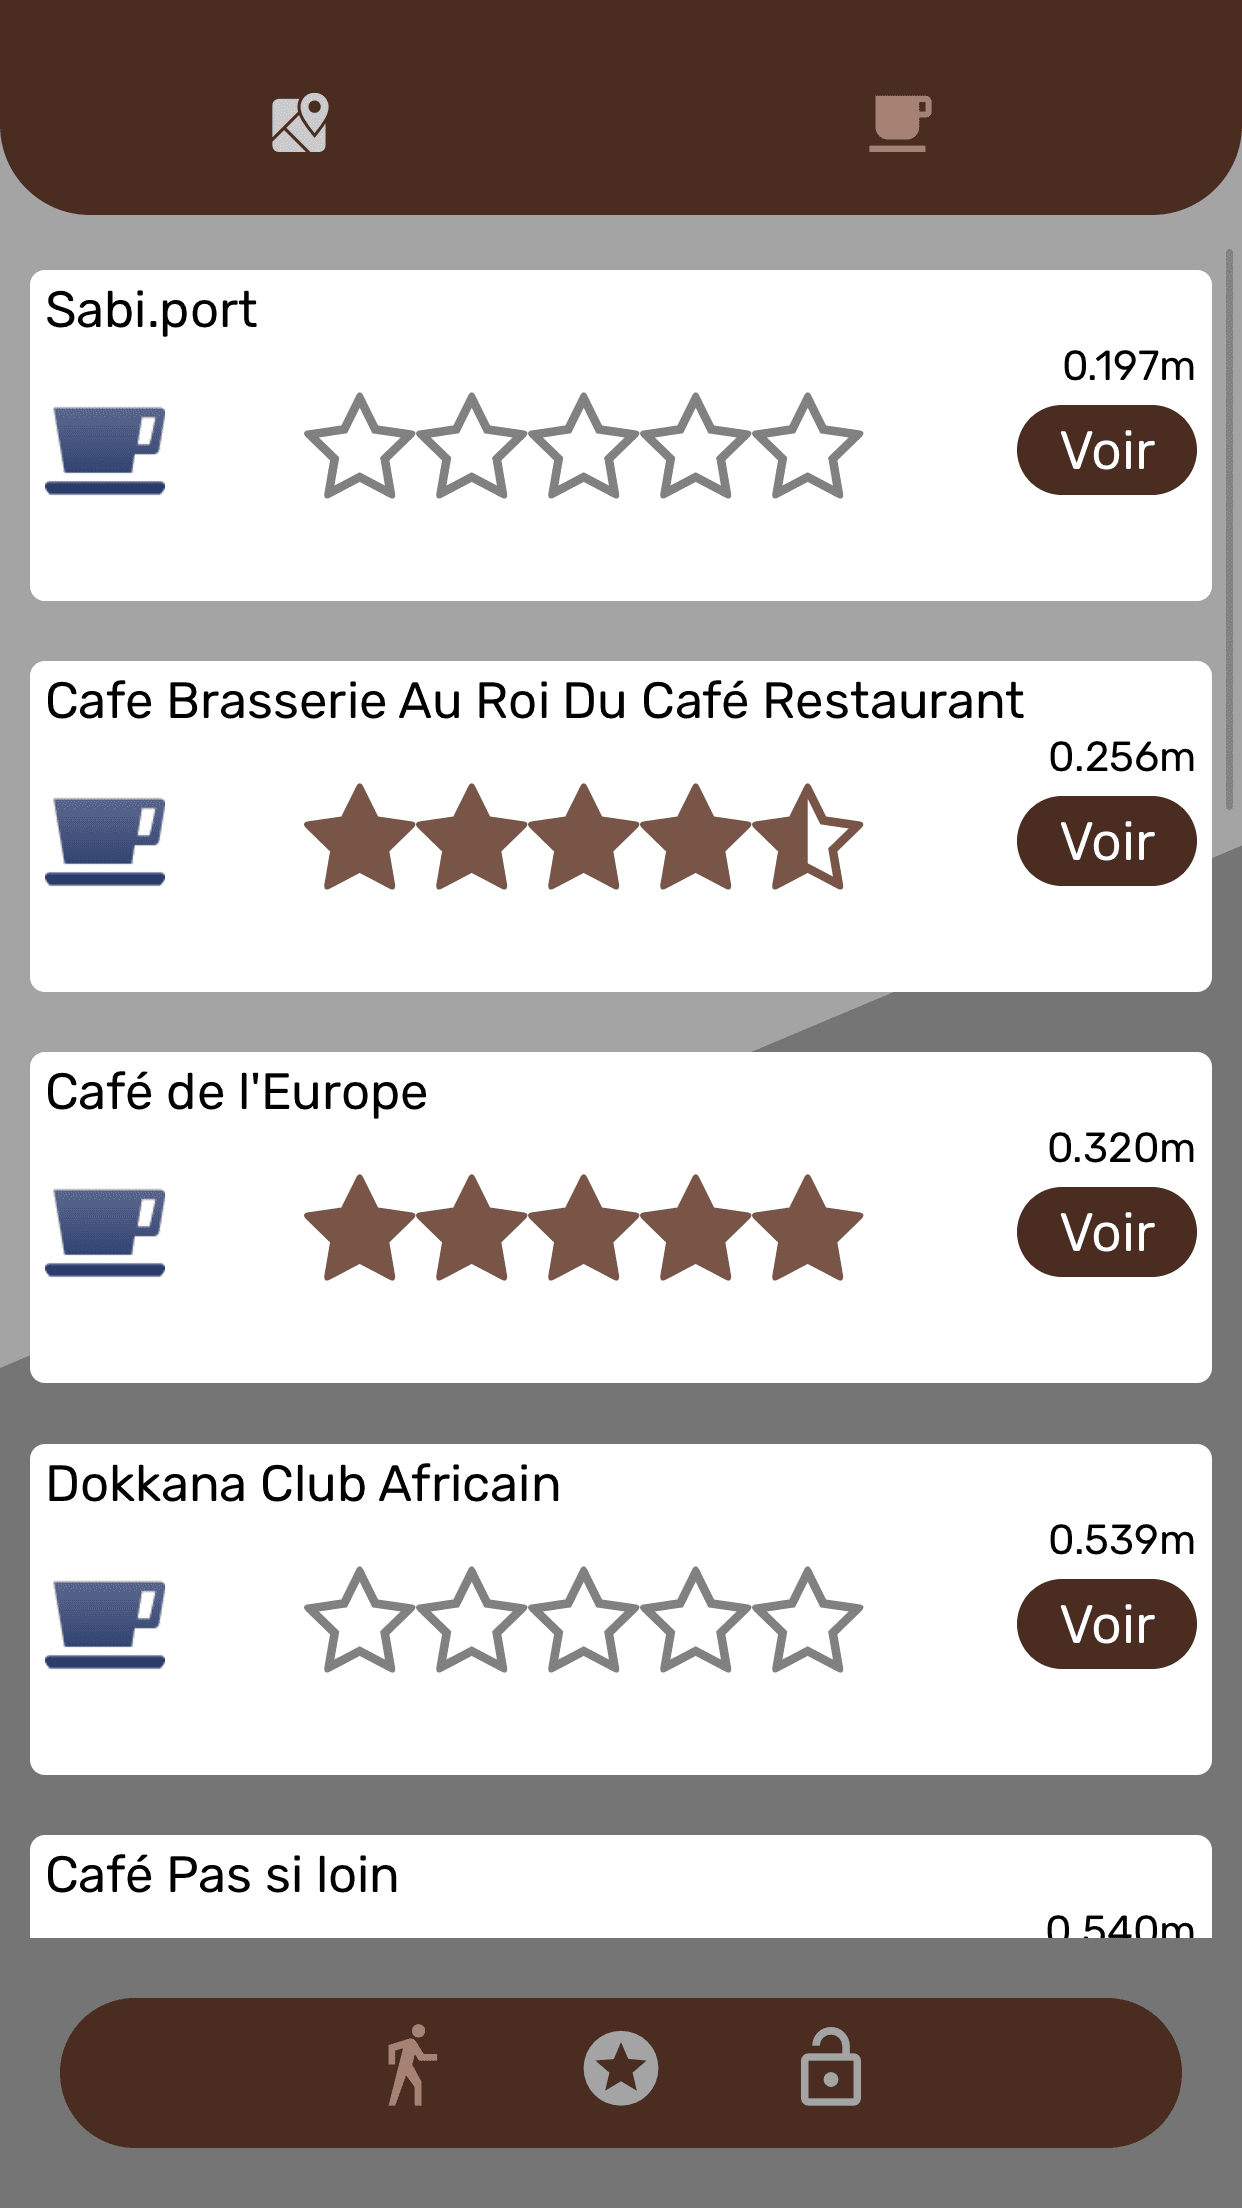 Sabi.port
0.197m
Voir
Cafe Brasserie Au Roi Du Café Restaurant
0.256m
Voir
Café de l'Europe
0.320m
Voir
Dokkana Club Africain
0.539m
Voir
Café Pas si loin
0.540m